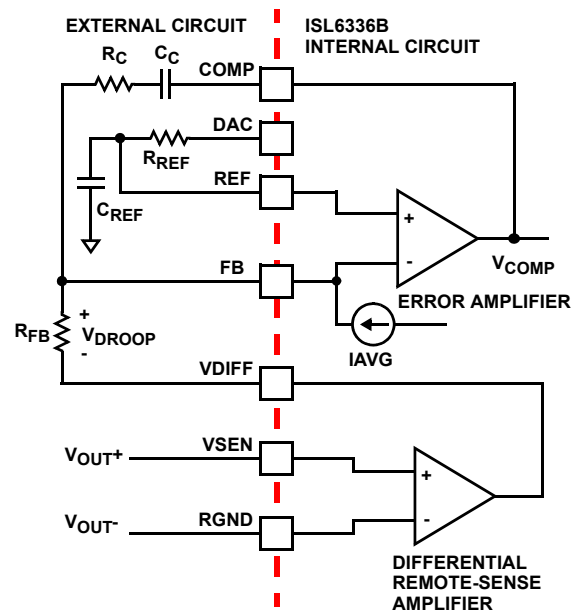 EXTERNAL CIRCUIT
ISL6336B
INTERNAL CIRCUIT
RC
CC
COMP
DAC
RREF
REF
CREF
+
-
VCOMP
FB
ERROR AMPLIFIER
RFB
+
VDROOP
-
IAVG
VDIFF
VOUT+
VSEN
+
VOUT-
RGND
-
DIFFERENTIAL
REMOTE-SENSE
AMPLIFIER